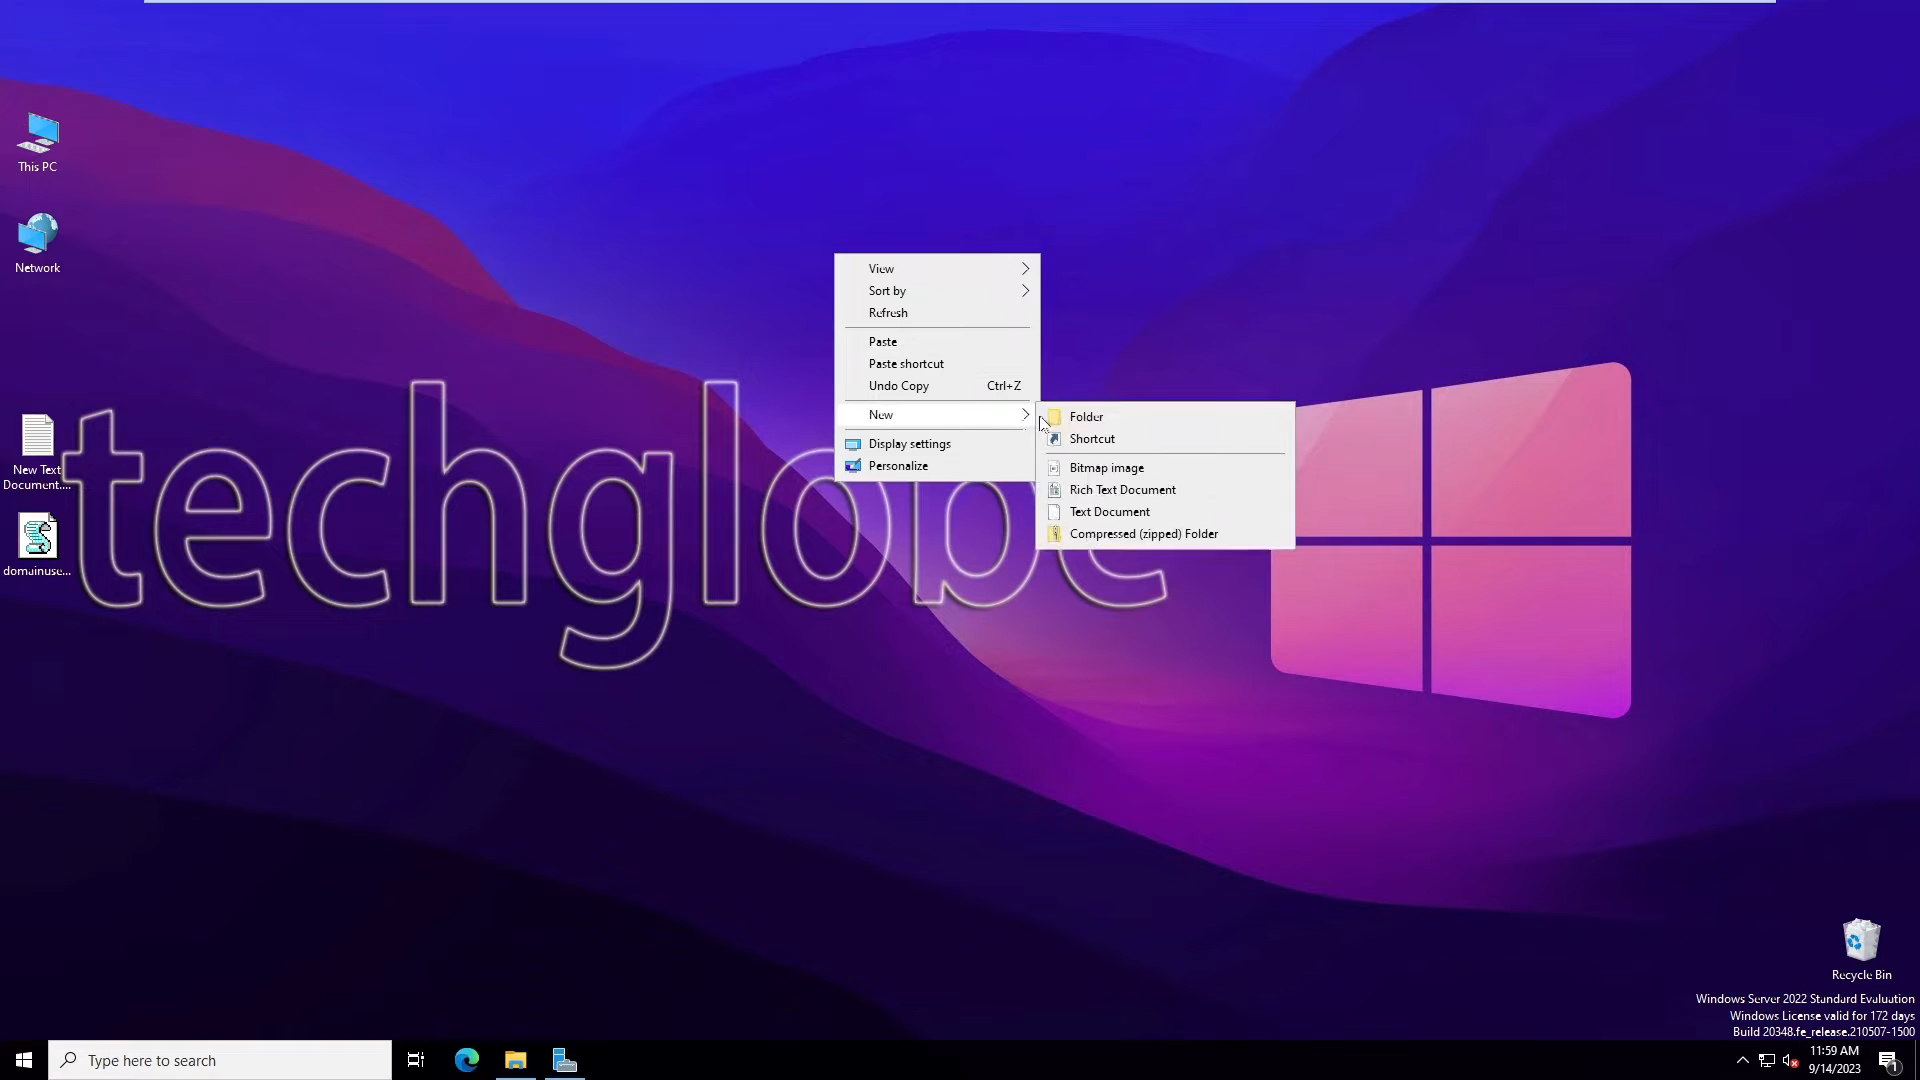 This PC
Network
New Text
Document....
domainuse...
techglobe
View
Sort by
Refresh
Paste
Paste shortcut
Undo Copy Ctrl+Z
New
Display settings
Personalize
Folder
Shortcut
Bitmap image
Rich Text Document
Text Document
Compressed (zipped) Folder
Recycle Bin
Windows Server 2022 Standard Evaluation
Windows License valid for 172 days
Build 20348.fe_release.210507-1500
Type here to search
11:59 AM
9/14/2023
1